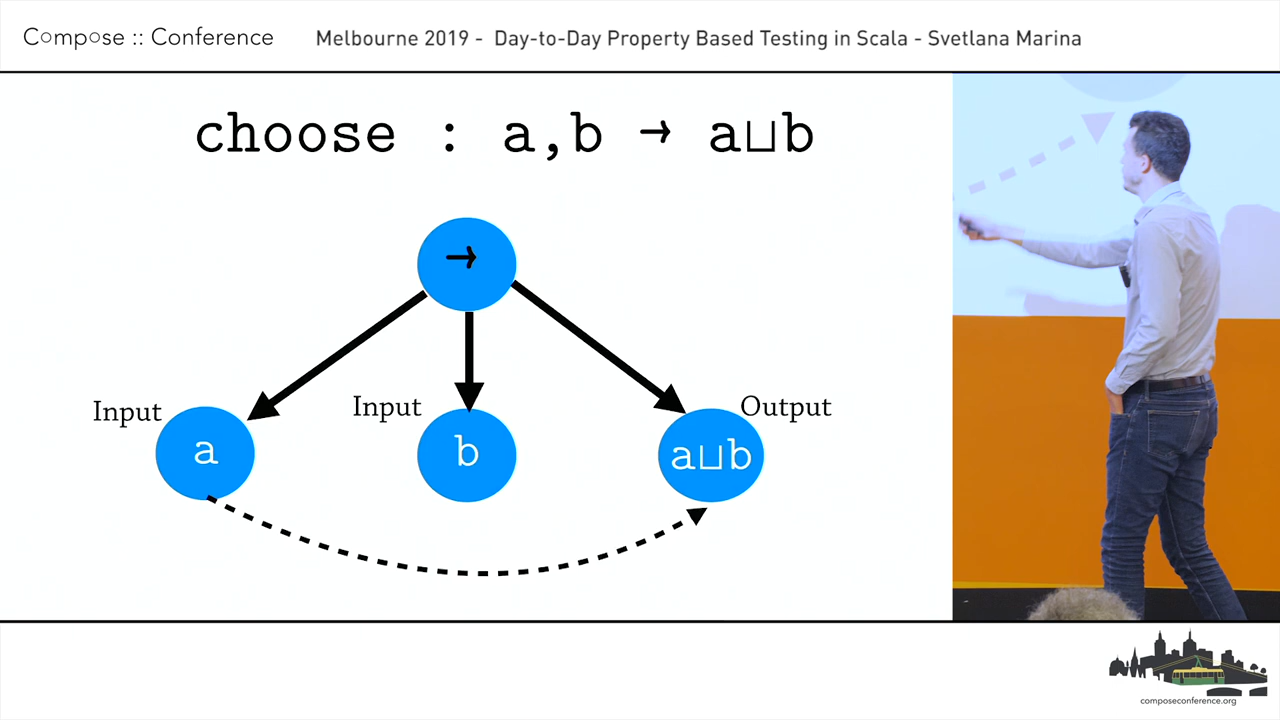 Compose :: Conference
Melbourne 2019 - Day-to-Day Property Based Testing in Scala - Svetlana Marina
choose : a,b → a⊔b
→
Input
Input
Output
a
b
a⊔b
composeconference.org